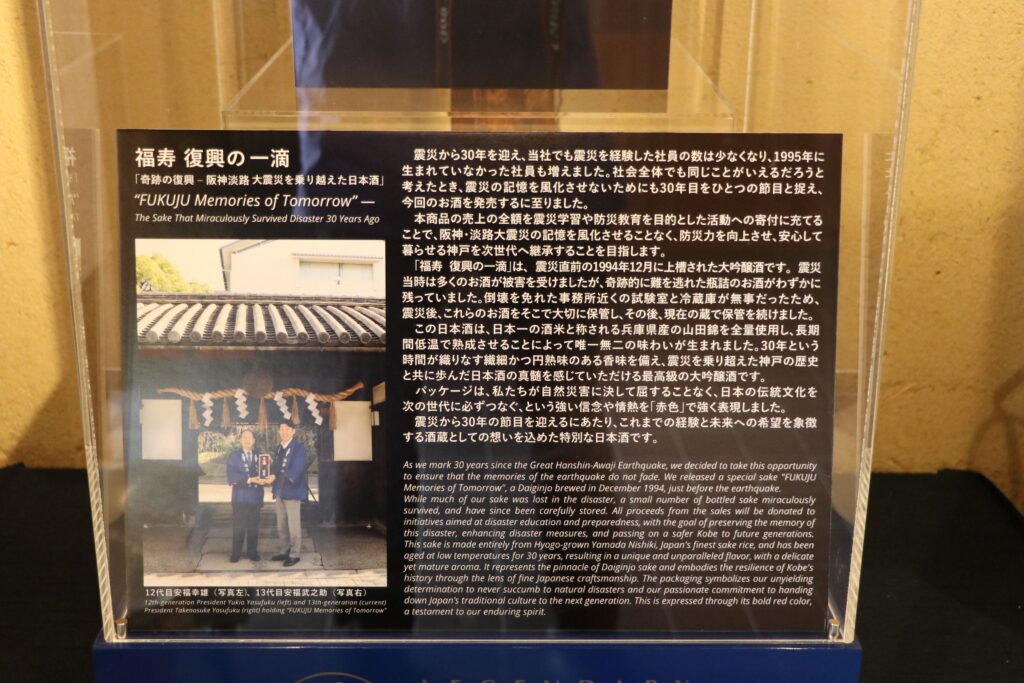 福寿 復興の一滴
「奇跡の復興 – 阪神淡路大震災を乗り越えた日本酒」
“FUKUJU Memories of Tomorrow” —
The Sake That Miraculously Survived Disaster 30 Years Ago
12代目安福幸雄（写真左）、13代目安福武之助（写真右）
12th-generation President Yukio Yasufuku (left) and 13th-generation (current)
President Takenosuke Yasufuku (right) holding “FUKUJU Memories of Tomorrow”
震災から30年を迎え、当社でも震災を経験した社員の数は少なくなり、1995年に
生まれていなかった社員も増えました。社会全体でも同じことがいえるだろうと
考えたとき、震災の記憶を風化させないためにも30年目をひとつの節目と捉え、
今回のお酒を発売するに至りました。
本商品の売上の全額を震災学習や防災教育を目的とした活動への寄付に充てる
ことで、阪神・淡路大震災の記憶を風化させることなく、防災力を向上させ、安心して
暮らせる神戸を次世代へ継承することを目指します。
「福寿 復興の一滴」は、震災直前の1994年12月に上槽された大吟醸酒です。震災
当時は多くのお酒が被害を受けましたが、奇跡的に難を逃れた瓶詰のお酒がわずかに
残っていました。倒壊を免れた事務所近くの試験室と冷蔵庫が無事だったため、
震災後、これらのお酒をそこで大切に保管し、その後、現在の蔵で保管を続けました。
この日本酒は、日本一の酒米と称される兵庫県産の山田錦を全量使用し、長期
間低温で熟成させることによって唯一無二の味わいが生まれました。30年という
時間が織りなす繊細かつ円熟味のある香味を備え、震災を乗り超えた神戸の歴史
と共に歩んだ日本酒の真髄を感じていただける最高級の大吟醸酒です。
パッケージは、私たちが自然災害に決して屈することなく、日本の伝統文化を
次の世代に必ずつなぐ、という強い信念や情熱を「赤色」で強く表現しました。
震災から30年の節目を迎えるにあたり、これまでの経験と未来への希望を象徴
する酒蔵としての想いを込めた特別な日本酒です。
As we mark 30 years since the Great Hanshin-Awaji Earthquake, we decided to take this opportunity
to ensure that the memories of the earthquake do not fade. We released a special sake "FUKUJU
Memories of Tomorrow", a Daiginjo brewed in December 1994, just before the earthquake.
While much of our sake was lost in the disaster, a small number of bottled sake miraculously
survived, and have since been carefully stored. All proceeds from the sales will be donated to
initiatives aimed at disaster education and preparedness, with the goal of preserving the memory of
this disaster, enhancing disaster measures, and passing on a safer Kobe to future generations.
This sake is made entirely from Hyogo-grown Yamada Nishiki, Japan's finest sake rice, and has been
aged at low temperatures for 30 years, resulting in a unique and unparalleled flavor, with a delicate
yet mature aroma. It represents the pinnacle of Daiginjo sake and embodies the resilience of Kobe's
history through the lens of fine Japanese craftsmanship. The packaging symbolizes our unyielding
determination to never succumb to natural disasters and our passionate commitment to handing
down Japan's traditional culture to the next generation. This is expressed through its bold red color,
a testament to our enduring spirit.
LEGENDARY